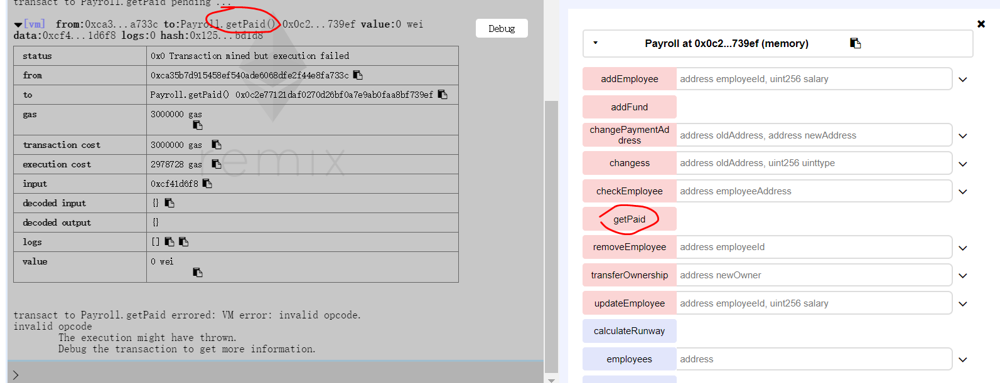 transact to Payroll.getPaid pending ...
[vm] from:0xca3...a733c to:Payroll.getPaid() 0x0c2...739ef value:0 wei
data:0xcf4...1d6f8 logs:0 hash:0x125...bd1d8
Debug
status 0x0 Transaction mined but execution failed
from 0xca35b7d915458ef540ade6068dfe2f44e8fa733c
to Payroll.getPaid() 0x0c2e77121daf0270d26bf0a7e9ab0faa8bf739ef
gas 3000000 gas
transaction cost 3000000 gas
execution cost 2978728 gas
input 0xcf41d6f8
decoded input {}
decoded output {}
logs []
value 0 wei
remix
transact to Payroll.getPaid errored: VM error: invalid opcode.
invalid opcode
The execution might have thrown.
Debug the transaction to get more information.
>
Payroll at 0x0c2...739ef (memory)
addEmployee address employeeId, uint256 salary
addFund
changePaymentAd
dress address oldAddress, address newAddress
changess address oldAddress, uint256 uinttype
checkEmployee address employeeAddress
getPaid
removeEmployee address employeeId
transferOwnership address newOwner
updateEmployee address employeeId, uint256 salary
calculateRunway
employees address